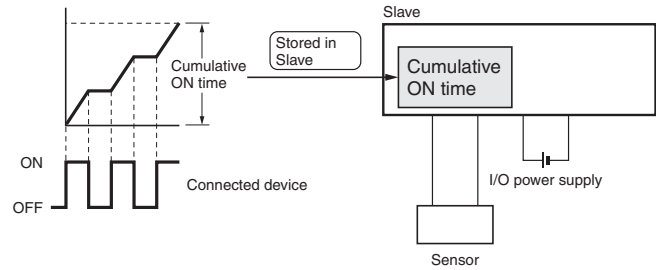 Slave
Stored in
Slave
Cumulative
ON time
Cumulative
ON time
ON
OFF
Connected device
I/O power supply
Sensor